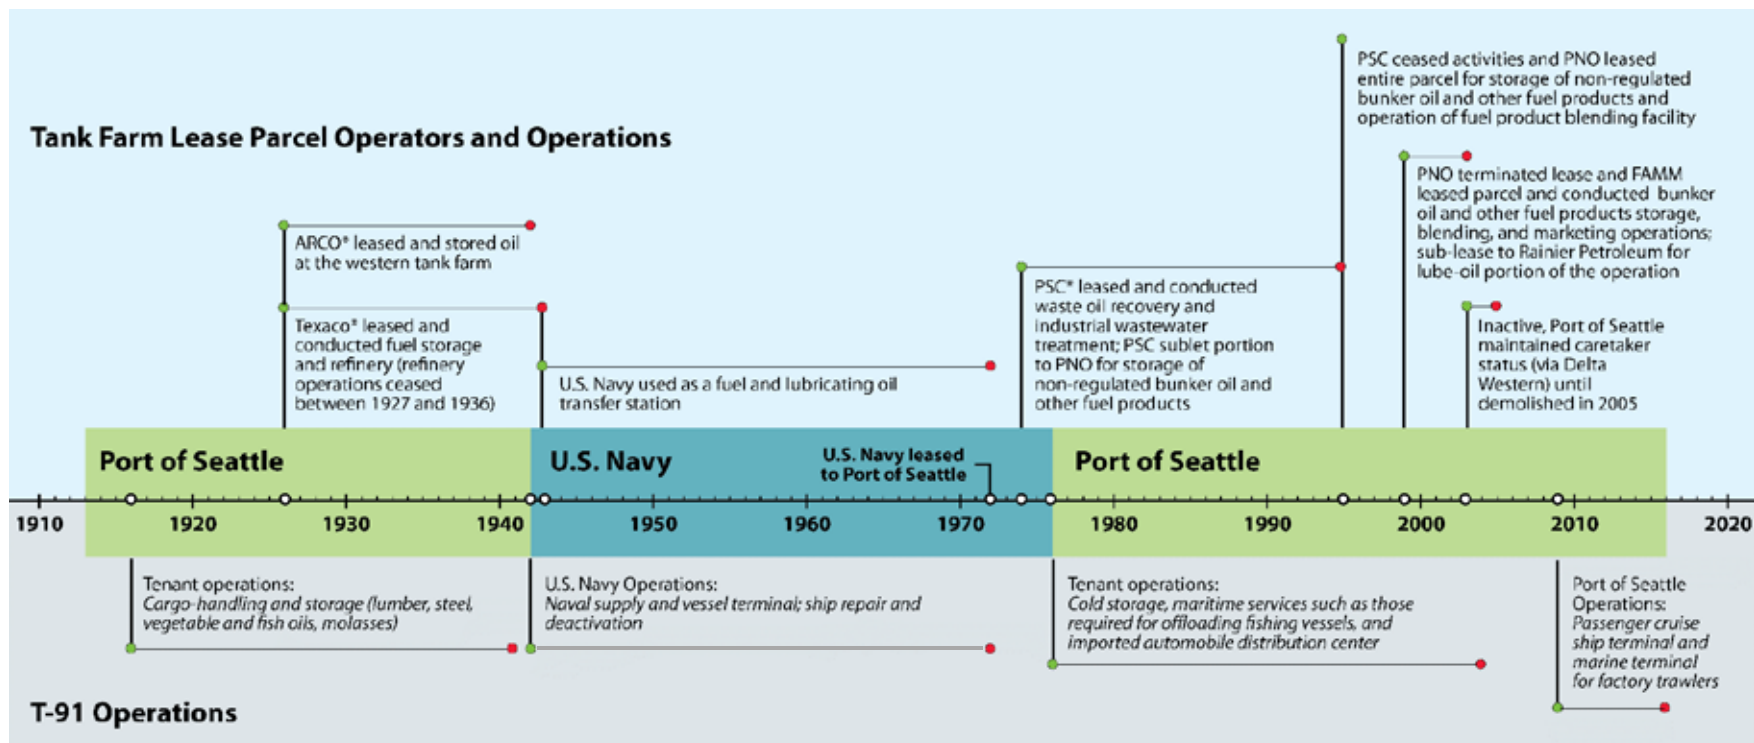 PSC ceased activities and PNO leased
entire parcel for storage of non-regulated
bunker oil and other fuel products and
operation of fuel product blending facility
Tank Farm Lease Parcel Operators and Operations
PNO terminated lease and FAMM
leased parcel and conducted bunker
oil and other fuel products storage,
blending, and marketing operations;
sub-lease to Rainier Petroleum for
lube-oil portion of the operation
ARCO* leased and stored oil
at the western tank farm
Texaco* leased and
conducted fuel storage
and refinery (refinery
operations ceased
between 1927 and 1936)
U.S. Navy used as a fuel and lubricating oil
transfer station
PSC* leased and conducted
waste oil recovery and
industrial wastewater
treatment; PSC sublet portion
to PNO for storage of
non-regulated bunker oil and
other fuel products
Inactive, Port of Seattle
maintained caretaker
status (via Delta
Western) until
demolished in 2005
Port of Seattle
U.S. Navy
U.S. Navy leased
to Port of Seattle
Port of Seattle
1910 1920 1930 1940 1950 1960 1970 1980 1990 2000 2010 2020
Tenant operations:
Cargo-handling and storage (lumber, steel,
vegetable and fish oils, molasses)
U.S. Navy Operations:
Naval supply and vessel terminal; ship repair and
deactivation
Tenant operations:
Cold storage, maritime services such as those
required for offloading fishing vessels, and
imported automobile distribution center
Port of Seattle
Operations:
Passenger cruise
ship terminal and
marine terminal
for factory trawlers
T-91 Operations